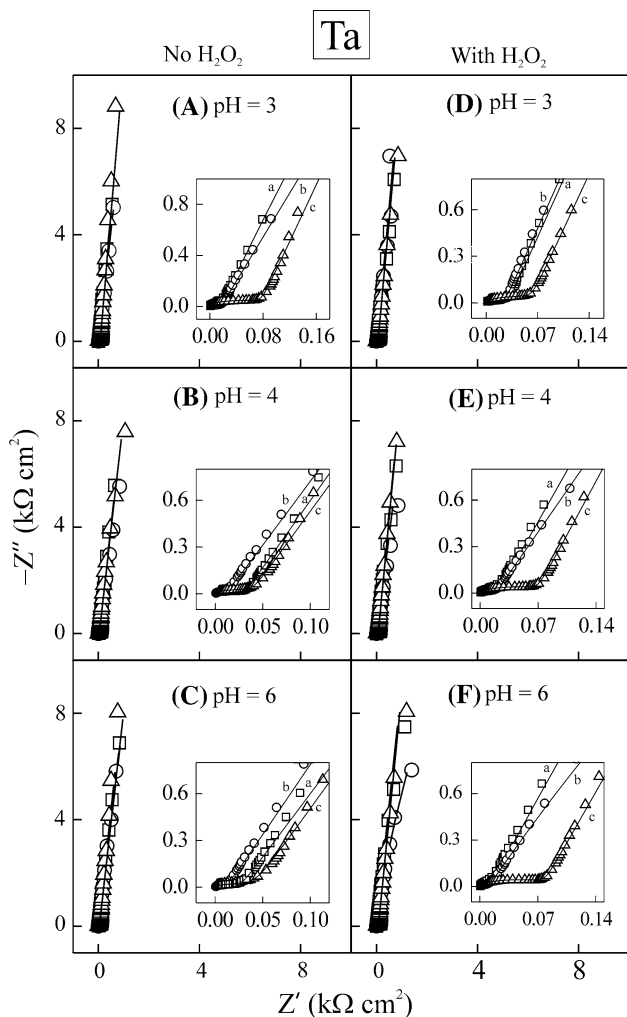 Ta
No H₂O₂
With H₂O₂
(A) pH = 3
8
4
0
a
b
c
0.8
0.4
0.0
0.00 0.08 0.16
(D) pH = 3
a
b
c
0.6
0.3
0.0
0.00 0.07 0.14
(B) pH = 4
8
4
0
b
a
c
0.6
0.3
0.0
0.00 0.05 0.10
(E) pH = 4
a
b
c
0.6
0.3
0.0
0.00 0.07 0.14
(C) pH = 6
8
4
0
b
a
c
0.6
0.3
0.0
0.00 0.05 0.10
(F) pH = 6
a
b
c
0.6
0.3
0.0
0.00 0.07 0.14
0 4 8
0 4 8
−Z″ (kΩ cm²)
Z′ (kΩ cm²)